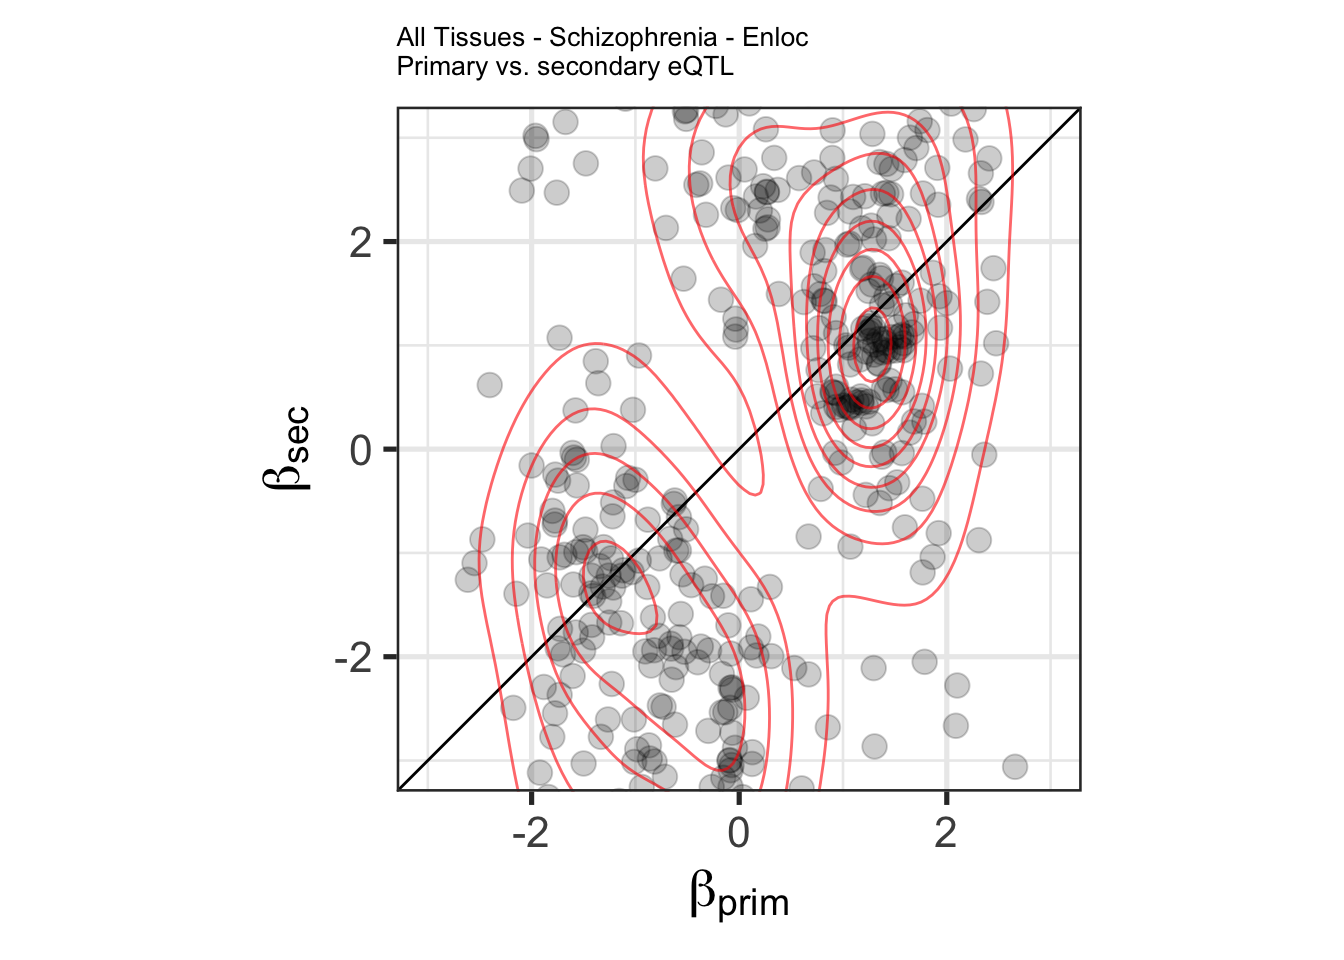 All Tissues - Schizophrenia - Enloc
Primary vs. secondary eQTL
2
0
-2
βsec
-2 0 2
βprim